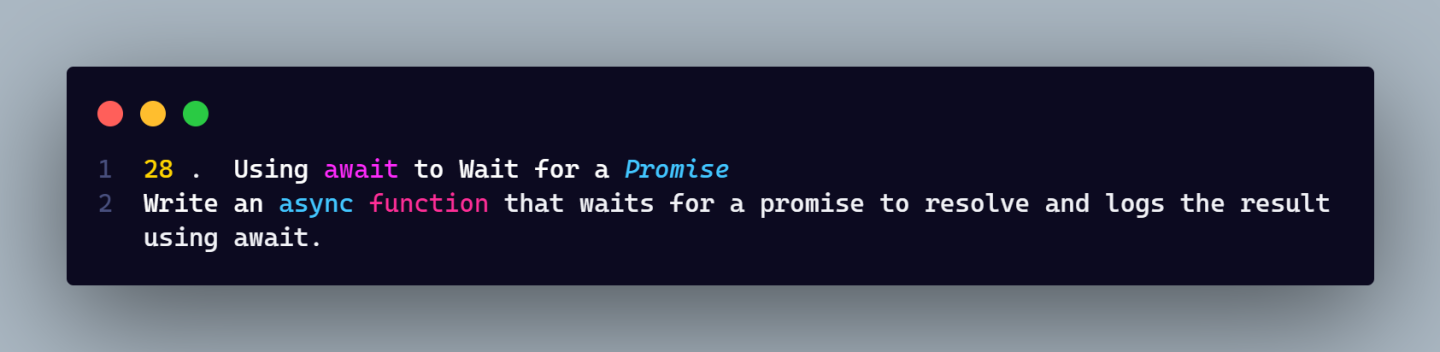 1 28 .  Using await to Wait for a Promise
2 Write an async function that waits for a promise to resolve and logs the result
using await.